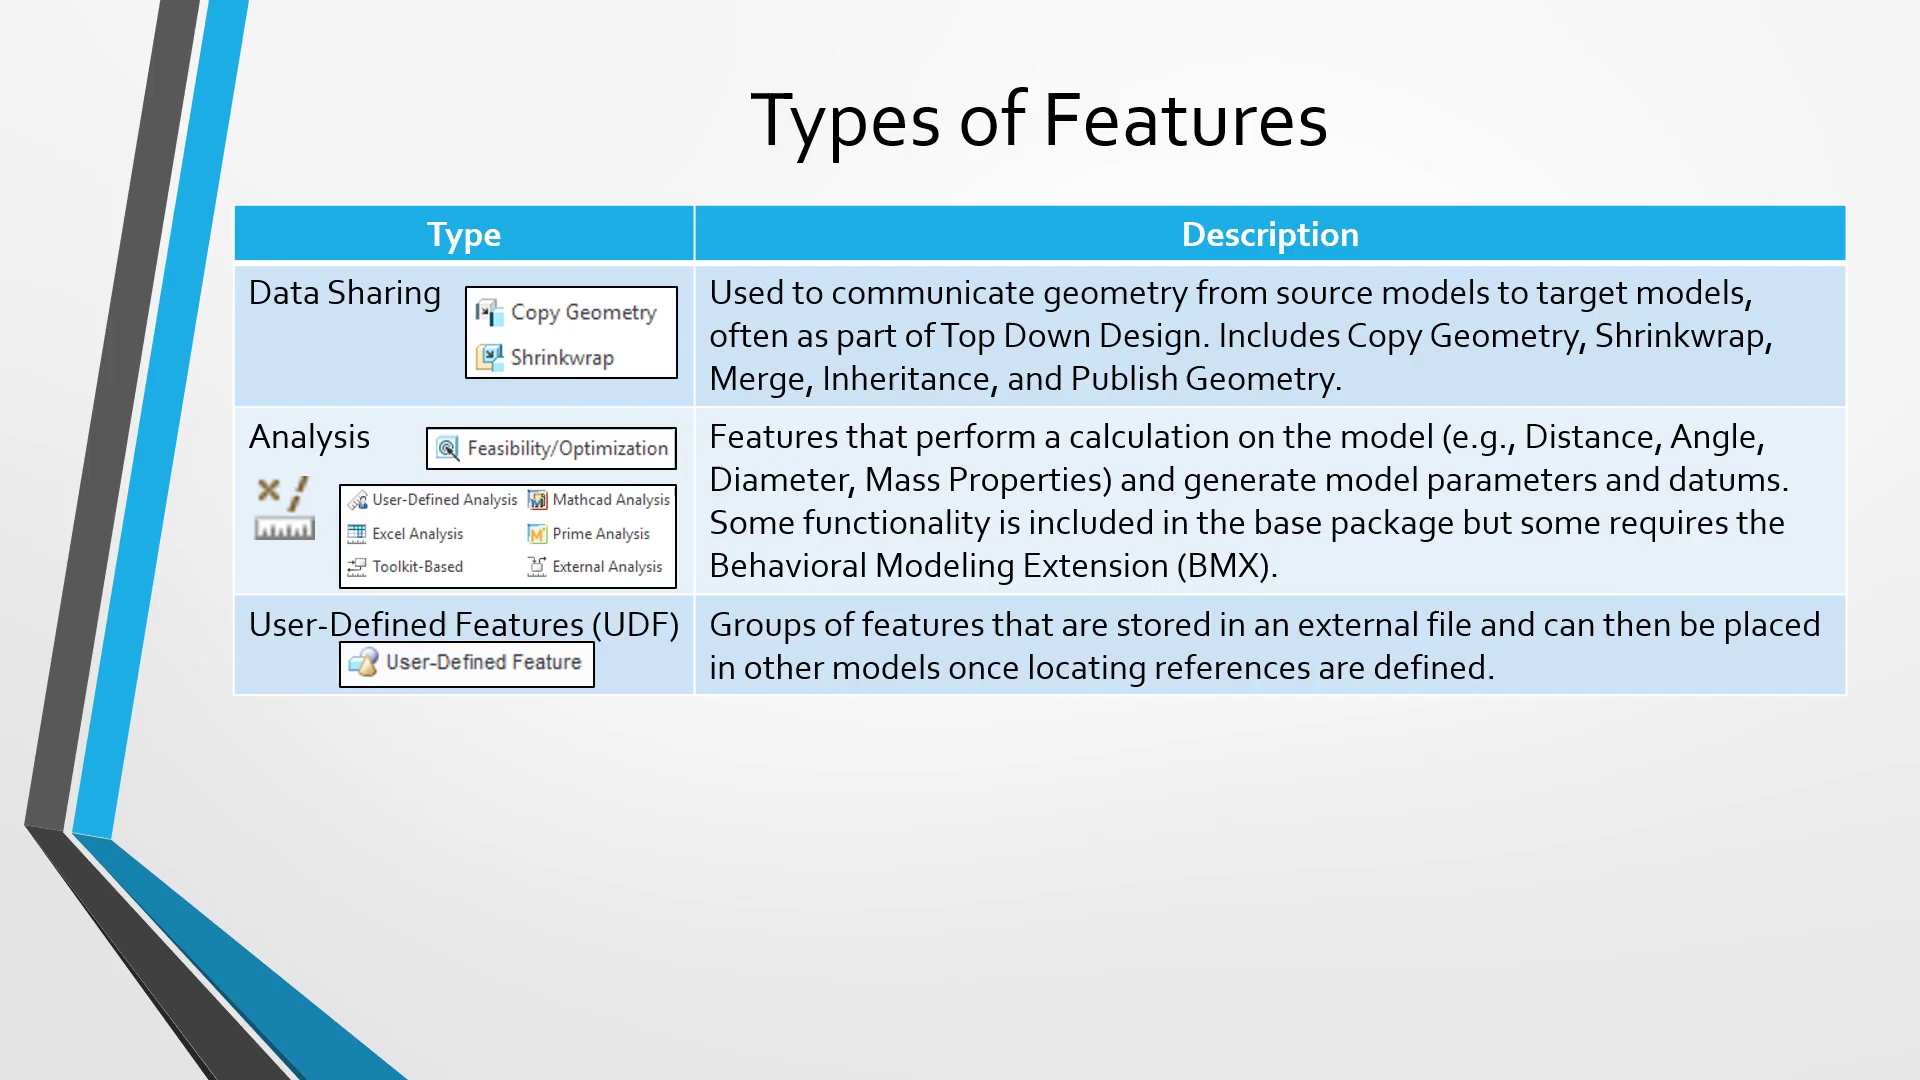 Types of Features
Type
Description
Data Sharing
Copy Geometry
Shrinkwrap
Used to communicate geometry from source models to target models,
often as part of Top Down Design. Includes Copy Geometry, Shrinkwrap,
Merge, Inheritance, and Publish Geometry.
Analysis
Feasibility/Optimization
User-Defined Analysis
Mathcad Analysis
Excel Analysis
Prime Analysis
Toolkit-Based
External Analysis
Features that perform a calculation on the model (e.g., Distance, Angle,
Diameter, Mass Properties) and generate model parameters and datums.
Some functionality is included in the base package but some requires the
Behavioral Modeling Extension (BMX).
User-Defined Features (UDF)
User-Defined Feature
Groups of features that are stored in an external file and can then be placed
in other models once locating references are defined.